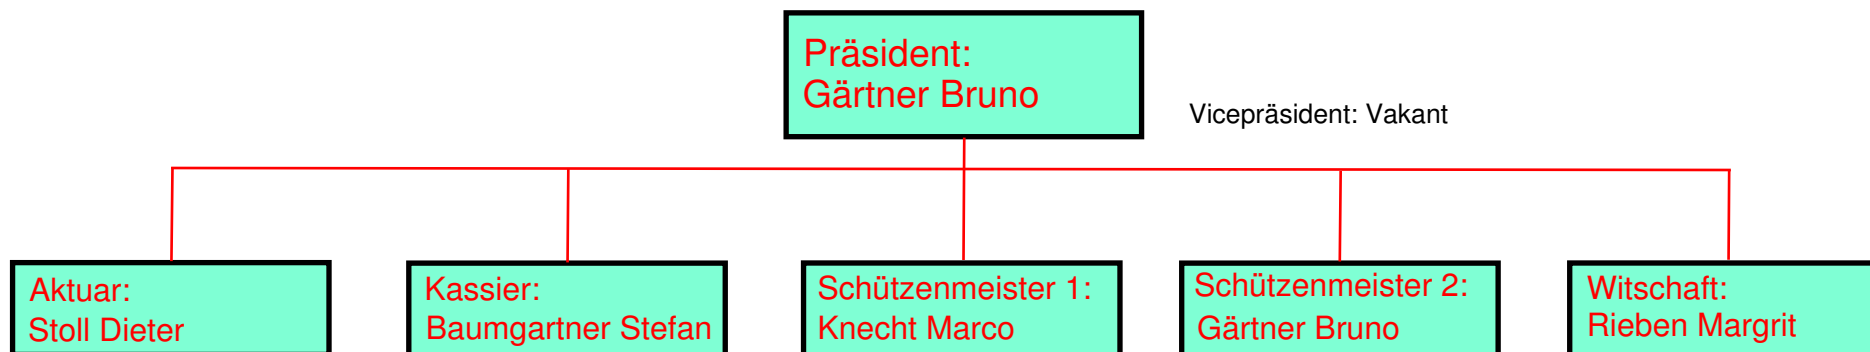 Präsident:
Gärtner Bruno
Vicepräsident: Vakant
Aktuar:
Stoll Dieter
Kassier:
Baumgartner Stefan
Schützenmeister 1:
Knecht Marco
Schützenmeister 2:
Gärtner Bruno
Witschaft:
Rieben Margrit